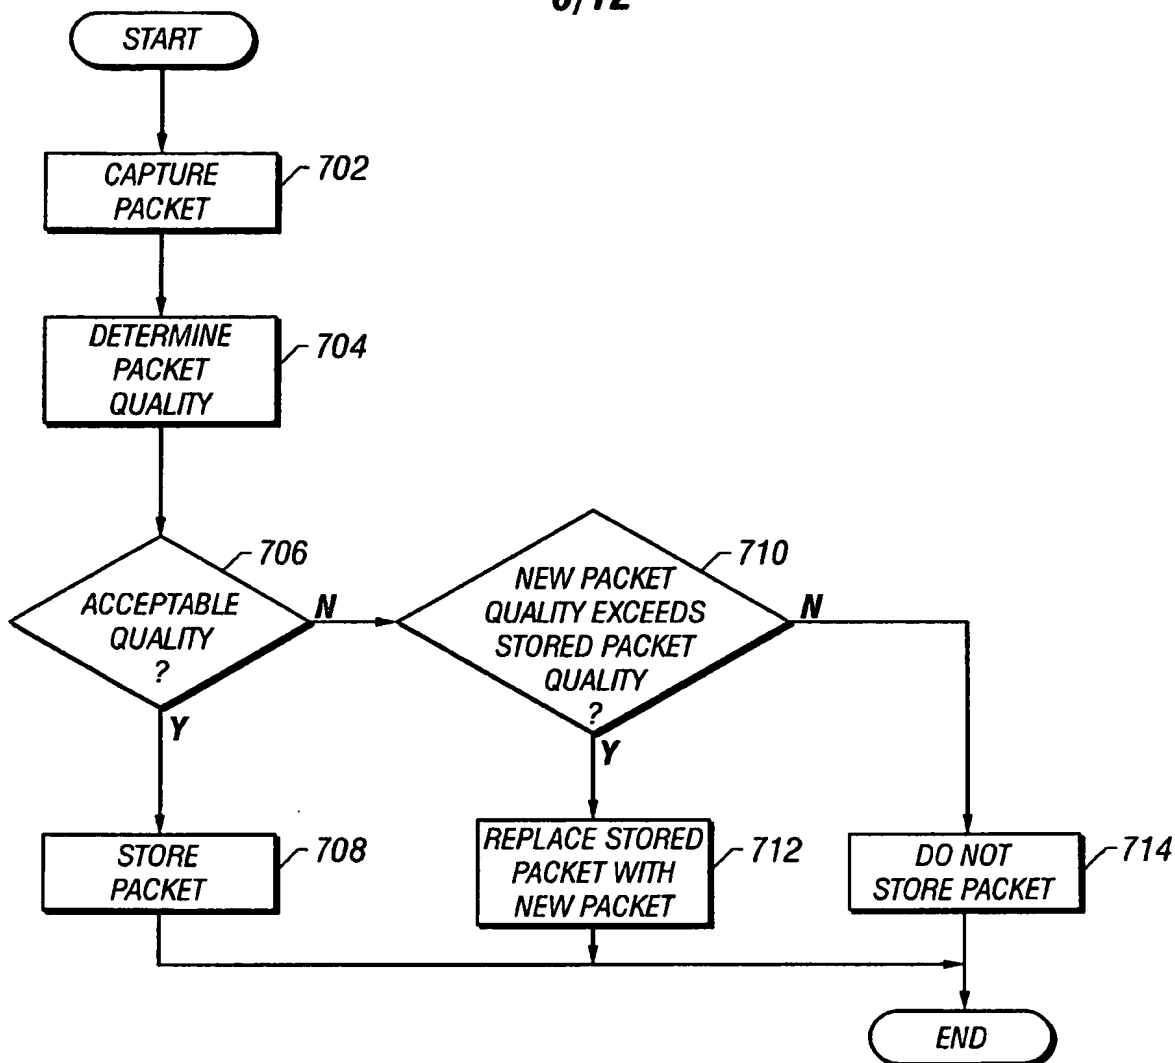 START
CAPTURE
PACKET
702
DETERMINE
PACKET
QUALITY
704
ACCEPTABLE
QUALITY
?
706
N
Y
NEW PACKET
QUALITY EXCEEDS
STORED PACKET
QUALITY
?
710
N
Y
STORE
PACKET
708
REPLACE STORED
PACKET WITH
NEW PACKET
712
DO NOT
STORE PACKET
714
END